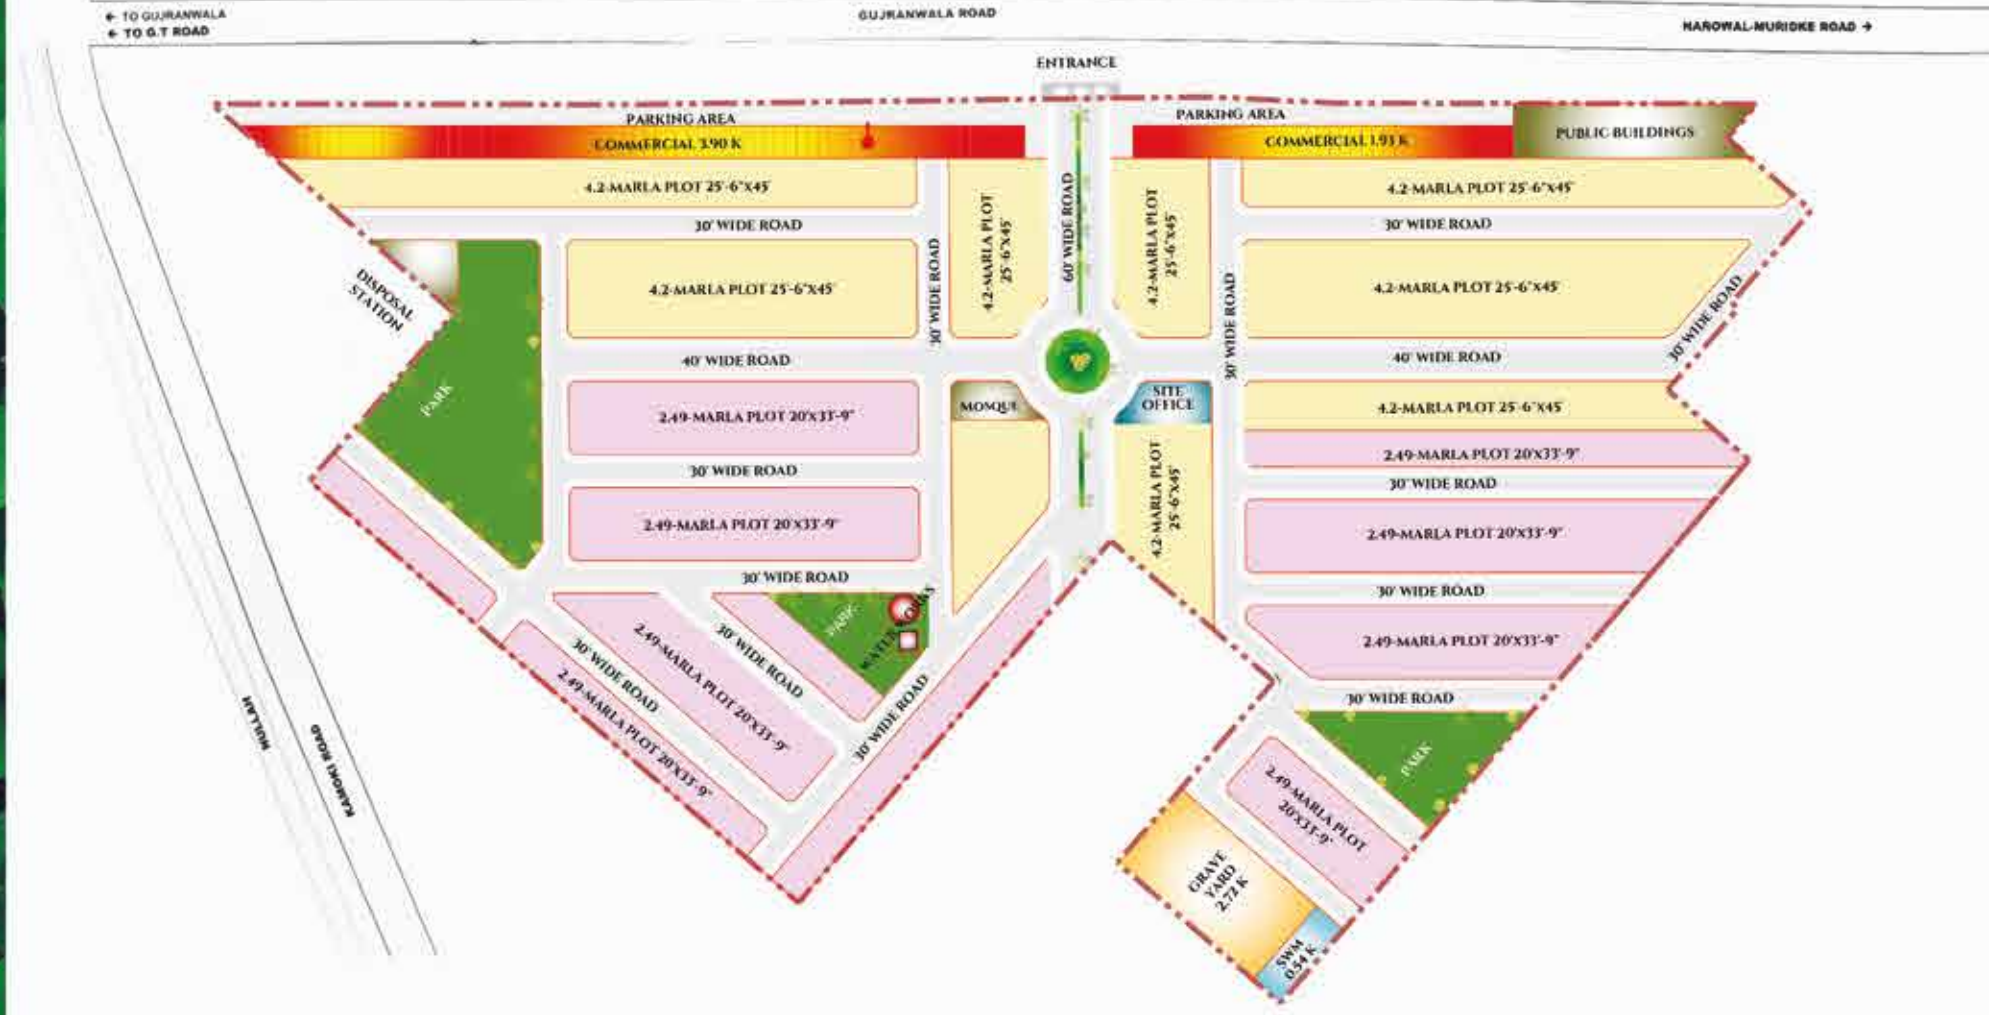 ← TO GUJRANWALA
← TO G.T ROAD
GUJRANWALA ROAD
NAROWAL-MURIDKE ROAD →
ENTRANCE
PARKING AREA
COMMERCIAL 3.90 K
PARKING AREA
COMMERCIAL 1.93 K
PUBLIC BUILDINGS
4.2-MARLA PLOT 25'-6"X45'
4.2-MARLA PLOT 25'-6"X45'
30' WIDE ROAD
30' WIDE ROAD
4.2-MARLA PLOT
25'-6"X45'
60' WIDE ROAD
4.2-MARLA PLOT
25'-6"X45'
30' WIDE ROAD
30' WIDE ROAD
DISPOSAL
STATION
4.2-MARLA PLOT 25'-6"X45'
4.2-MARLA PLOT 25'-6"X45'
30' WIDE ROAD
40' WIDE ROAD
40' WIDE ROAD
PARK
2.49-MARLA PLOT 20'X33'-9"
MOSQUE
SITE
OFFICE
4.2-MARLA PLOT 25'-6"X45'
2.49-MARLA PLOT 20'X33'-9"
30' WIDE ROAD
30' WIDE ROAD
4.2-MARLA PLOT
25'-6"X45'
2.49-MARLA PLOT 20'X33'-9"
2.49-MARLA PLOT 20'X33'-9"
30' WIDE ROAD
30' WIDE ROAD
PARK
WATER WORKS
2.49-MARLA PLOT 20'X33'-9"
30' WIDE ROAD
2.49-MARLA PLOT 20'X33'-9"
30' WIDE ROAD
2.49-MARLA PLOT 20'X33'-9"
30' WIDE ROAD
30' WIDE ROAD
PARK
2.49-MARLA PLOT
20'X33'-9"
GRAVE
YARD
2.72 K
SWM
0.54 K
NULLAH
KAMOKI ROAD